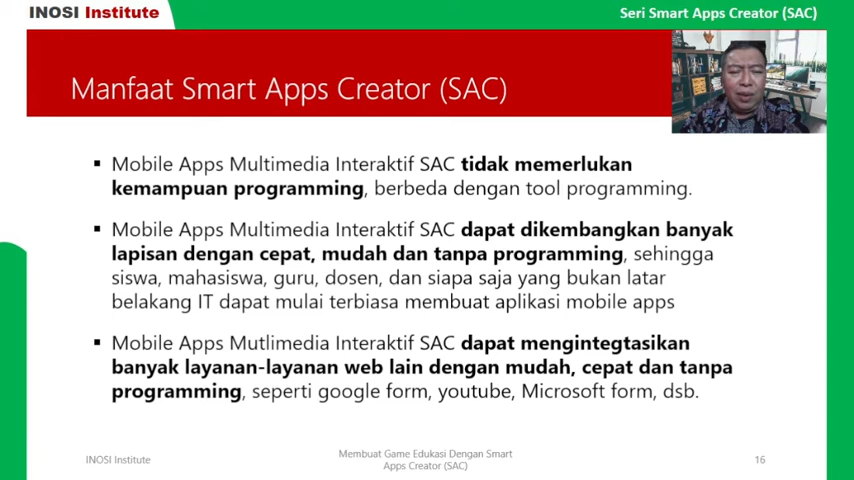 INOSI Institute
Seri Smart Apps Creator (SAC)
Manfaat Smart Apps Creator (SAC)
▪ Mobile Apps Multimedia Interaktif SAC tidak memerlukan
kemampuan programming, berbeda dengan tool programming.
▪ Mobile Apps Multimedia Interaktif SAC dapat dikembangkan banyak
lapisan dengan cepat, mudah dan tanpa programming, sehingga
siswa, mahasiswa, guru, dosen, dan siapa saja yang bukan latar
belakang IT dapat mulai terbiasa membuat aplikasi mobile apps
▪ Mobile Apps Mutlimedia Interaktif SAC dapat mengintegtasikan
banyak layanan-layanan web lain dengan mudah, cepat dan tanpa
programming, seperti google form, youtube, Microsoft form, dsb.
INOSI Institute
Membuat Game Edukasi Dengan Smart
Apps Creator (SAC)
16